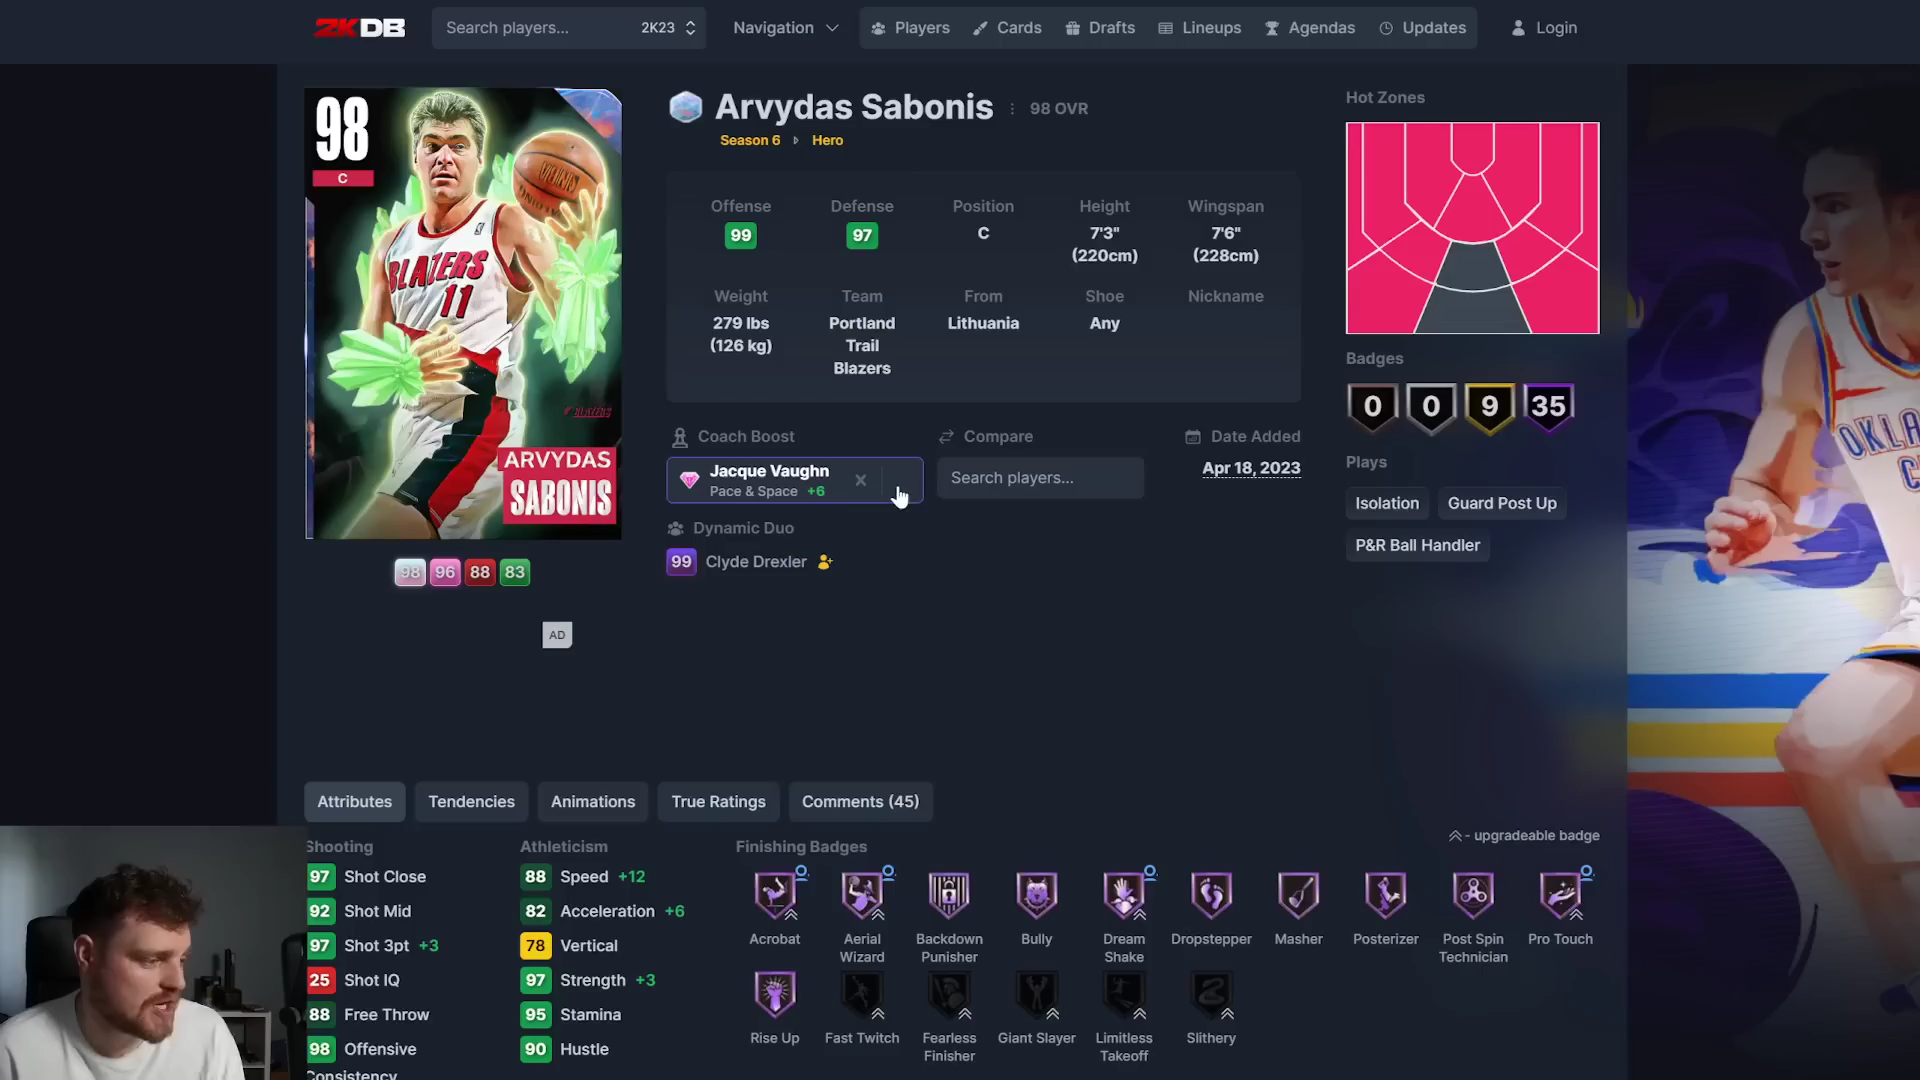 2KDB
Search players...
2K23
Navigation
Players
Cards
Drafts
Lineups
Agendas
Updates
Login
98
C
BLAZERS
11
BLAZERS
ARVYDAS
SABONIS
98 96 88 83
AD
Arvydas Sabonis
98 OVR
Season 6
Hero
Offense
99
Defense
97
Position
C
Height
7'3"
(220cm)
Wingspan
7'6"
(228cm)
Weight
279 lbs
(126 kg)
Team
Portland
Trail
Blazers
From
Lithuania
Shoe
Any
Nickname
Coach Boost
Jacque Vaughn
Pace & Space +6
Compare
Search players...
Date Added
Apr 18, 2023
Dynamic Duo
99 Clyde Drexler
Hot Zones
Badges
0 0 9 35
Plays
Isolation
Guard Post Up
P&R Ball Handler
Attributes
Tendencies
Animations
True Ratings
Comments (45)
- upgradeable badge
Shooting
97 Shot Close
92 Shot Mid
97 Shot 3pt +3
25 Shot IQ
88 Free Throw
98 Offensive
Consistency
Athleticism
88 Speed +12
82 Acceleration +6
78 Vertical
97 Strength +3
95 Stamina
90 Hustle
Finishing Badges
Acrobat
Aerial
Wizard
Backdown
Punisher
Bully
Dream
Shake
Dropstepper
Masher
Posterizer
Post Spin
Technician
Pro Touch
Rise Up
Fast Twitch
Fearless
Finisher
Giant Slayer
Limitless
Takeoff
Slithery